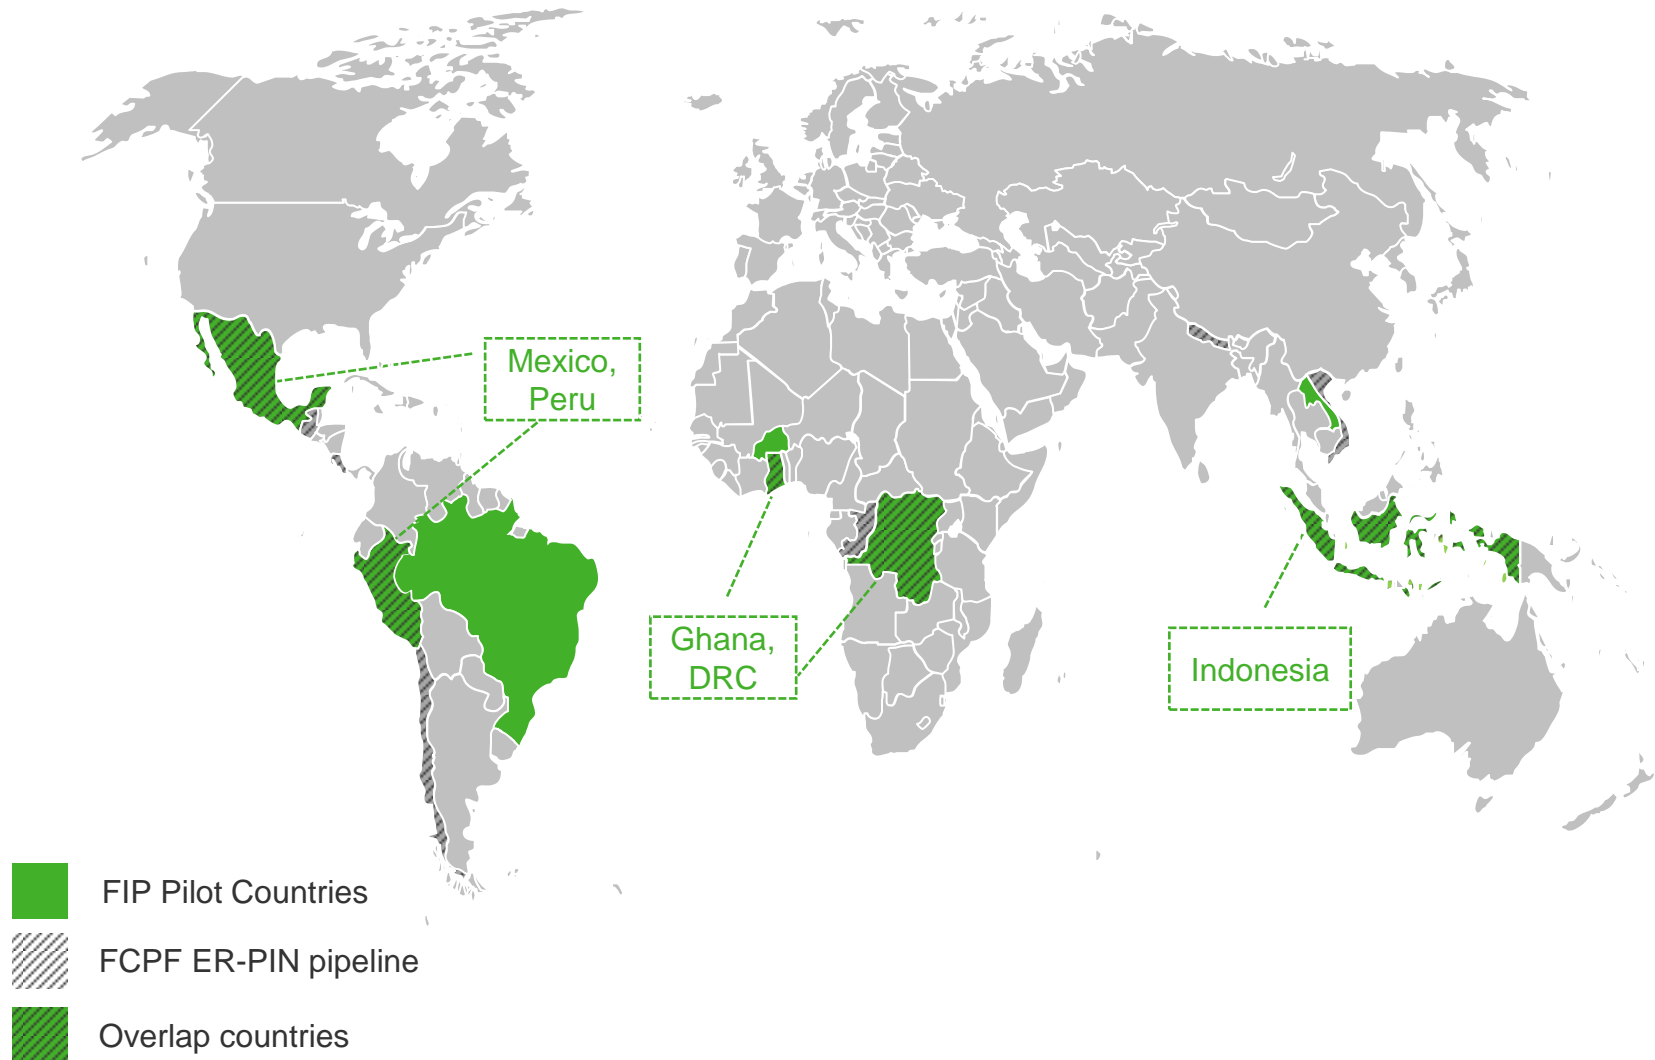 Mexico,
Peru
Ghana,
DRC
Indonesia
FIP Pilot Countries
FCPF ER-PIN pipeline
Overlap countries